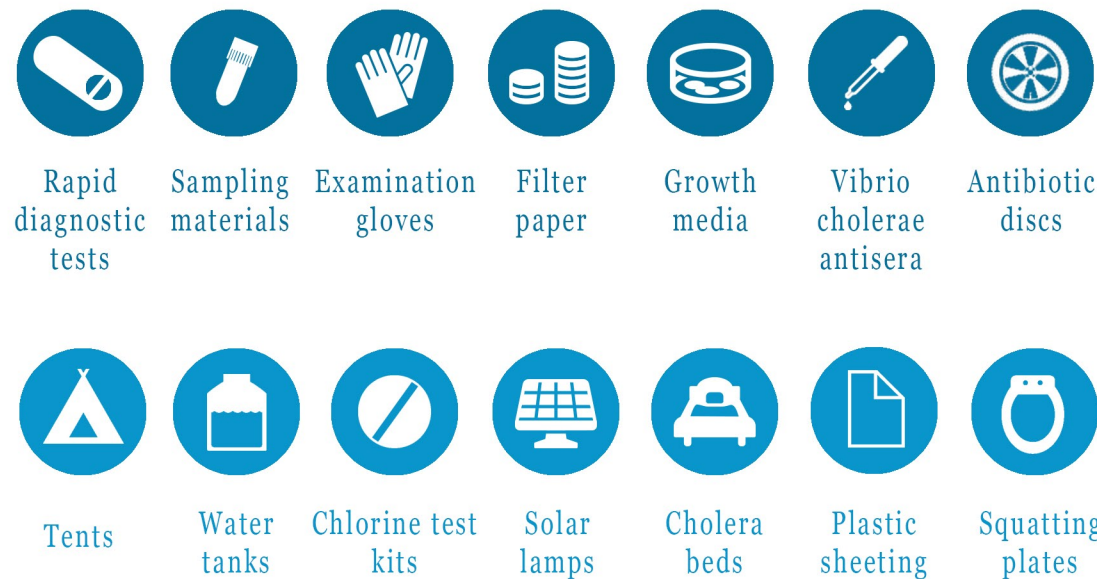 Rapid
diagnostic
tests
Sampling
materials
Examination
gloves
Filter
paper
Growth
media
Vibrio
cholerae
antisera
Antibiotic
discs
Tents
Water
tanks
Chlorine test
kits
Solar
lamps
Cholera
beds
Plastic
sheeting
Squatting
plates